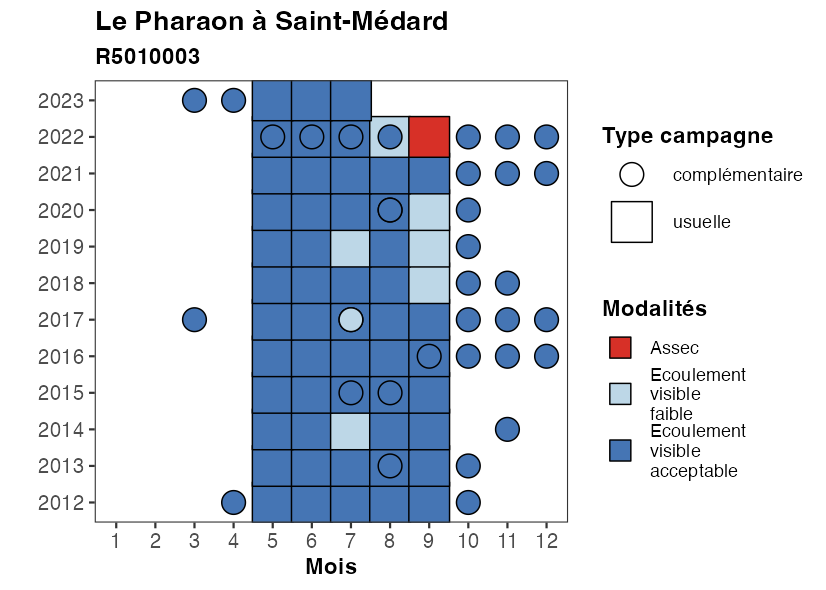 Le Pharaon à Saint-Médard
R5010003
2023
2022
2021
2020
2019
2018
2017
2016
2015
2014
2013
2012
1 2 3 4 5 6 7 8 9 10 11 12
Mois
Type campagne
complémentaire
usuelle
Modalités
Assec
Ecoulement
visible
faible
Ecoulement
visible
acceptable